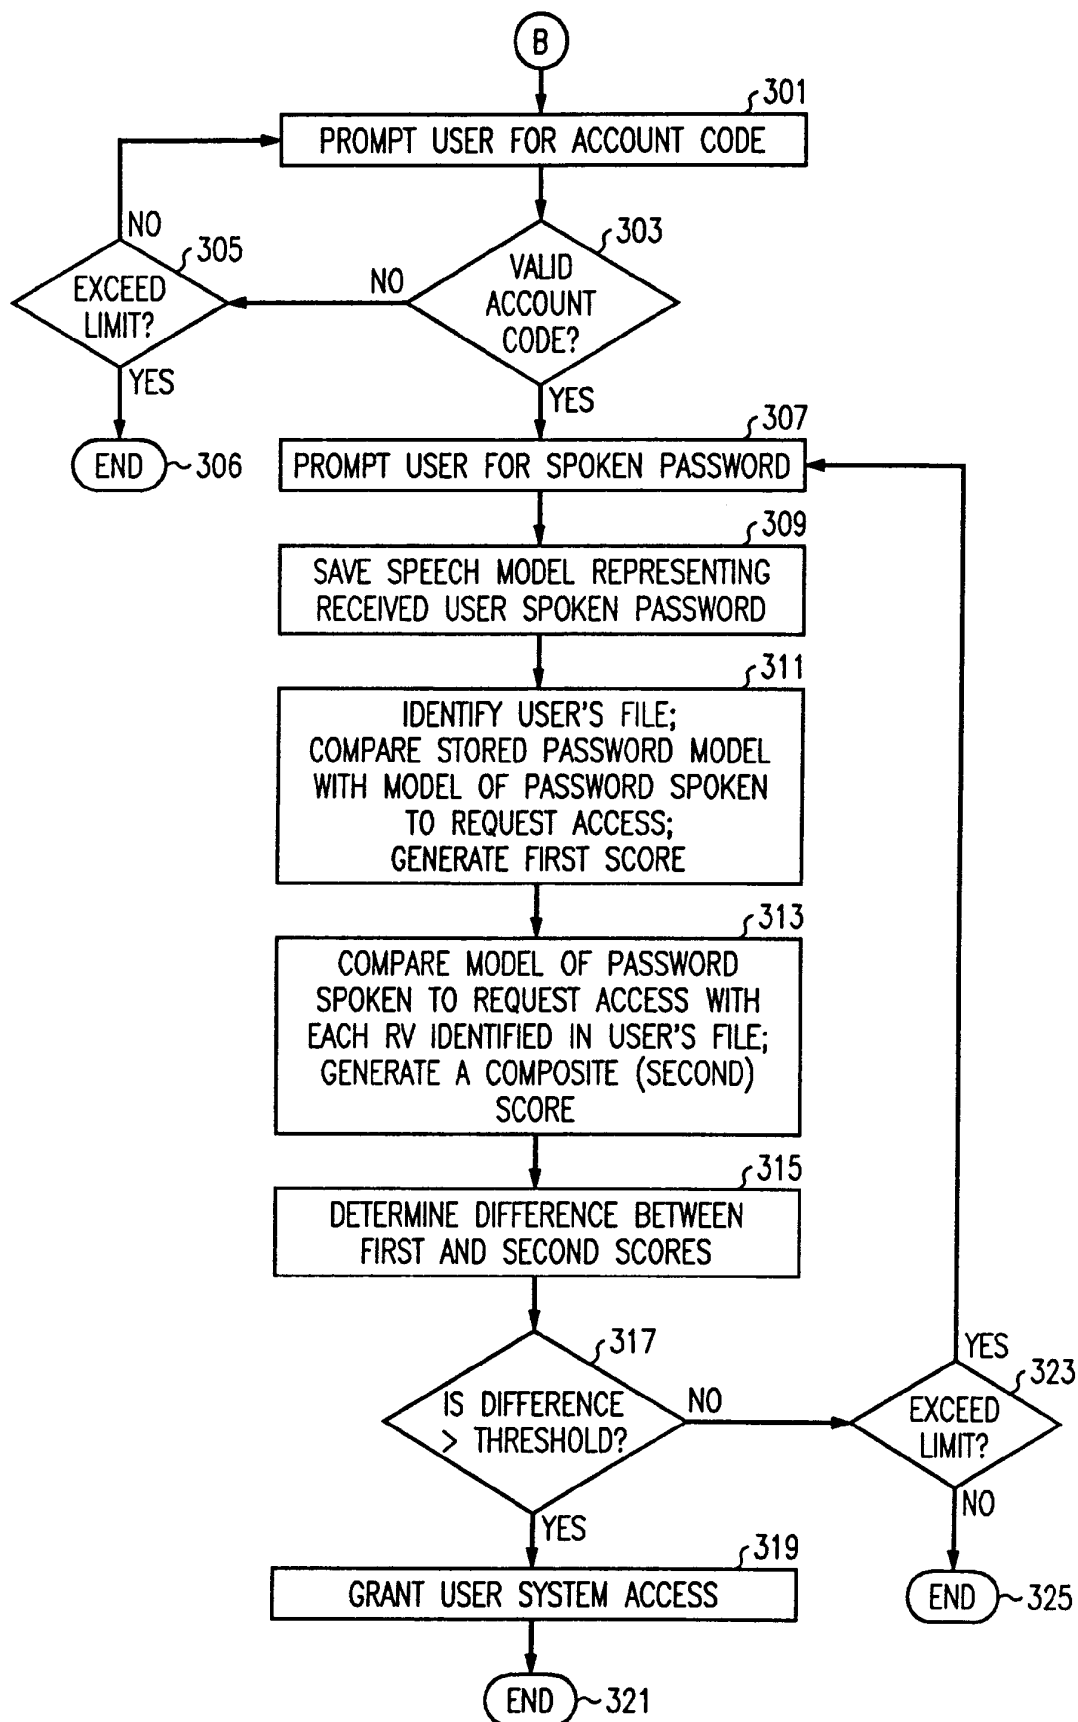 B
301
PROMPT USER FOR ACCOUNT CODE
NO
305
EXCEED
LIMIT?
YES
END
306
NO
303
VALID
ACCOUNT
CODE?
YES
307
PROMPT USER FOR SPOKEN PASSWORD
309
SAVE SPEECH MODEL REPRESENTING
RECEIVED USER SPOKEN PASSWORD
311
IDENTIFY USER'S FILE;
COMPARE STORED PASSWORD MODEL
WITH MODEL OF PASSWORD SPOKEN
TO REQUEST ACCESS;
GENERATE FIRST SCORE
313
COMPARE MODEL OF PASSWORD
SPOKEN TO REQUEST ACCESS WITH
EACH RV IDENTIFIED IN USER'S FILE;
GENERATE A COMPOSITE (SECOND)
SCORE
315
DETERMINE DIFFERENCE BETWEEN
FIRST AND SECOND SCORES
317
IS DIFFERENCE
> THRESHOLD?
NO
YES
323
EXCEED
LIMIT?
NO
END
325
YES
319
GRANT USER SYSTEM ACCESS
END
321